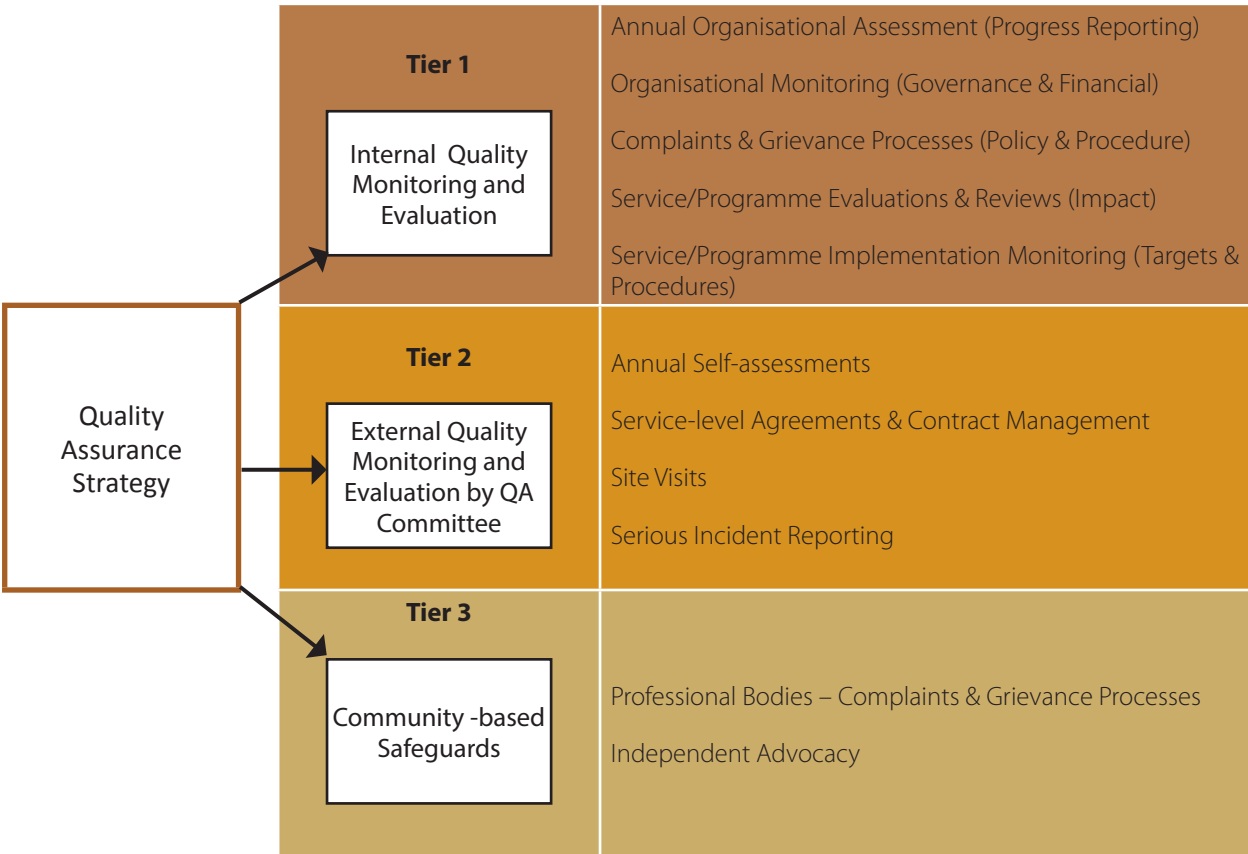 Quality
Assurance
Strategy
Tier 1
Internal Quality
Monitoring and
Evaluation
Annual Organisational Assessment (Progress Reporting)
Organisational Monitoring (Governance & Financial)
Complaints & Grievance Processes (Policy & Procedure)
Service/Programme Evaluations & Reviews (Impact)
Service/Programme Implementation Monitoring (Targets &
Procedures)
Tier 2
External Quality
Monitoring and
Evaluation by QA
Committee
Annual Self-assessments
Service-level Agreements & Contract Management
Site Visits
Serious Incident Reporting
Tier 3
Community -based
Safeguards
Professional Bodies – Complaints & Grievance Processes
Independent Advocacy